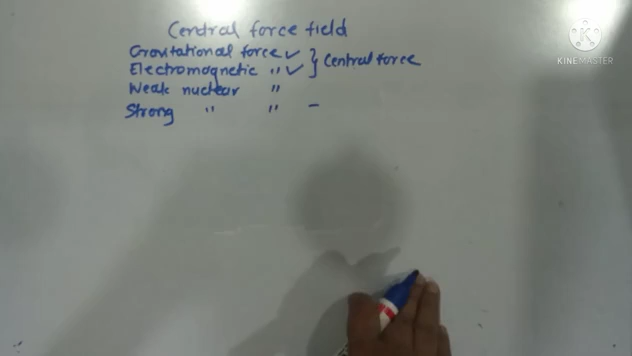 Central force field
Gravitational force ✓ } Central force
Electromagnetic " ✓
Weak nuclear "
Strong " " –
KINEMASTER